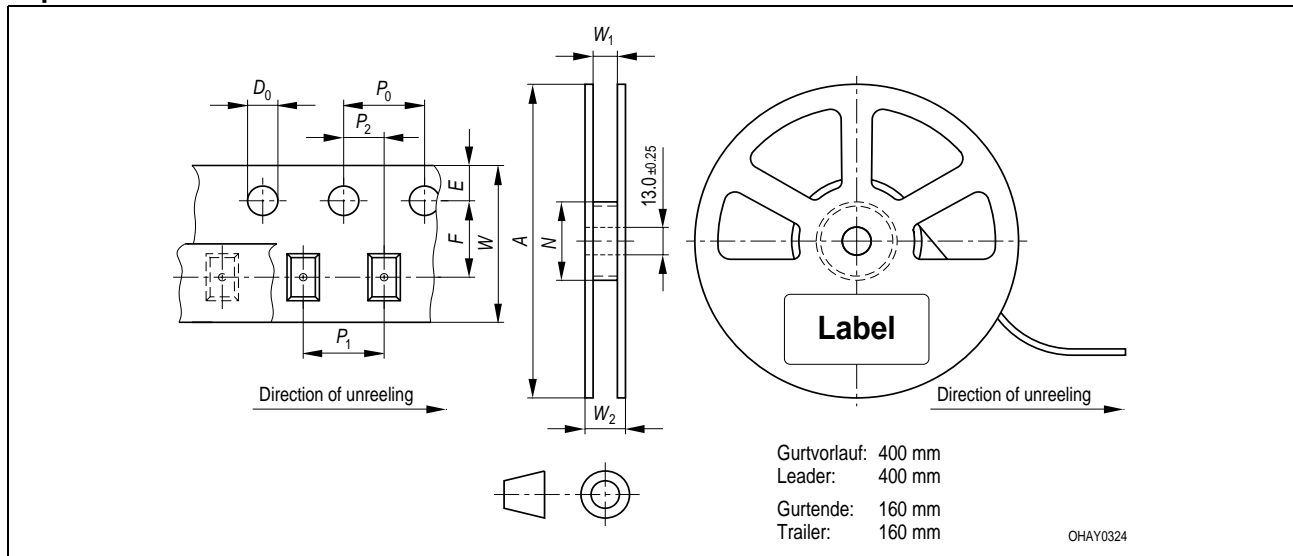 W₁
D₀
P₀
P₂
E
F
W
A
N
13.0 ±0.25
P₁
Label
Direction of unreeling
W₂
Direction of unreeling
Gurtvorlauf: 400 mm
Leader: 400 mm
Gurtende: 160 mm
Trailer: 160 mm
OHAY0324